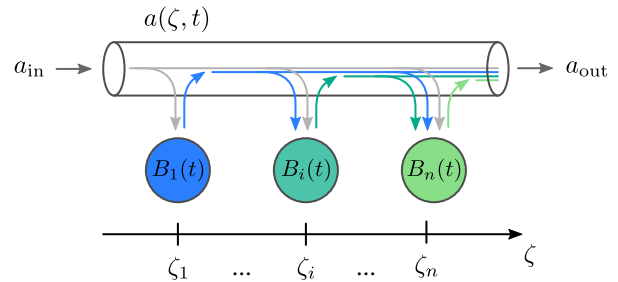 a(ζ, t)
a_in
a_out
B_1(t) B_i(t) B_n(t)
ζ
ζ_1 ... ζ_i ... ζ_n